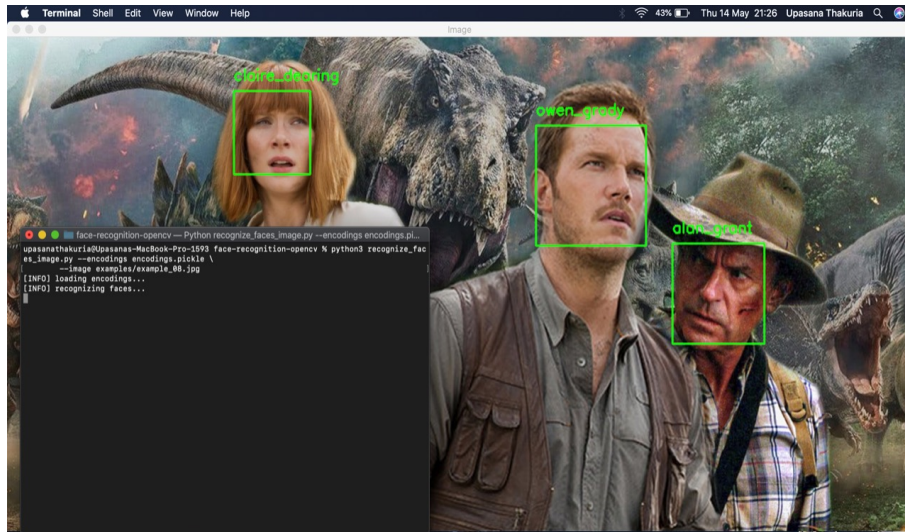 Terminal Shell Edit View Window Help 43% Thu 14 May 21:26 Upasana Thakuria
Image
claire_dearing
owen_grady
alan_grant
face-recognition-opencv — Python recognize_faces_image.py --encodings encodings.pi...
upasanathakuria@Upasanas-MacBook-Pro-1593 face-recognition-opencv % python3 recognize_fac
es_image.py --encodings encodings.pickle \
--image examples/example_08.jpg
[INFO] loading encodings...
[INFO] recognizing faces...